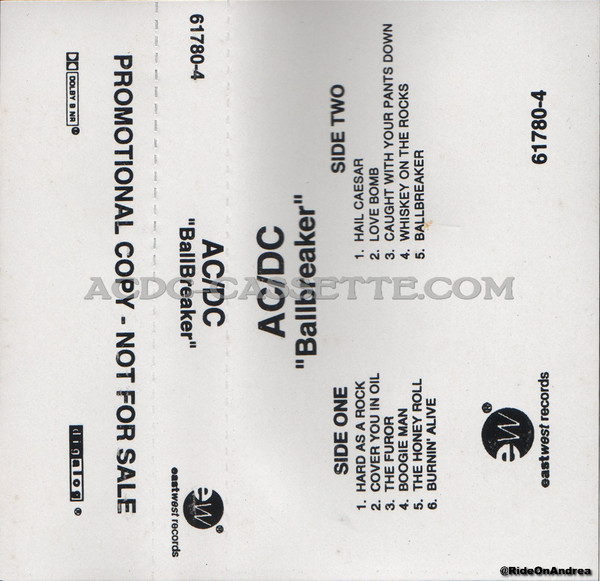 AC/DC
"Ballbreaker"
SIDE ONE
1. HARD AS A ROCK
2. COVER YOU IN OIL
3. THE FUROR
4. BOOGIE MAN
5. THE HONEY ROLL
6. BURNIN' ALIVE
SIDE TWO
1. HAIL CAESAR
2. LOVE BOMB
3. CAUGHT WITH YOUR PANTS DOWN
4. WHISKEY ON THE ROCKS
5. BALLBREAKER
ew®
eastwest records
61780-4
ew®
eastwest records
AC/DC
"BallBreaker"
61780-4
PROMOTIONAL COPY - NOT FOR SALE
digalog®
DOLBY B NR®
ACDC-CASSETTE.COM
@RideOnAndrea